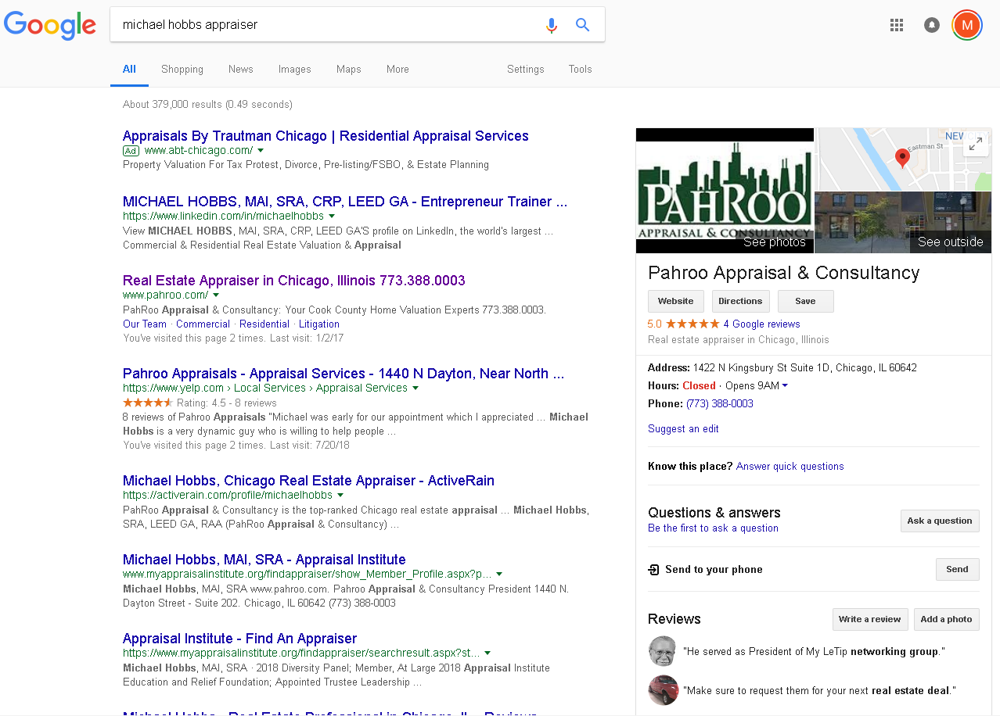 Google
michael hobbs appraiser
M
All Shopping News Images Maps More Settings Tools
About 379,000 results (0.49 seconds)
Appraisals By Trautman Chicago | Residential Appraisal Services
Ad www.abt-chicago.com/
Property Valuation For Tax Protest, Divorce, Pre-listing/FSBO, & Estate Planning
MICHAEL HOBBS, MAI, SRA, CRP, LEED GA - Entrepreneur Trainer ...
https://www.linkedin.com/in/michaelhobbs
View MICHAEL HOBBS, MAI, SRA, CRP, LEED GA'S profile on LinkedIn, the world's largest ...
Commercial & Residential Real Estate Valuation & Appraisal
Real Estate Appraiser in Chicago, Illinois 773.388.0003
www.pahroo.com/
PahRoo Appraisal & Consultancy: Your Cook County Home Valuation Experts 773.388.0003.
Our Team · Commercial · Residential · Litigation
You've visited this page 2 times. Last visit: 1/2/17
Pahroo Appraisals - Appraisal Services - 1440 N Dayton, Near North ...
https://www.yelp.com › Local Services › Appraisal Services
Rating: 4.5 - 8 reviews
8 reviews of Pahroo Appraisals "Michael was early for our appointment which I appreciated ... Michael
Hobbs is a very dynamic guy who is willing to help people ...
You've visited this page 2 times. Last visit: 7/20/18
Michael Hobbs, Chicago Real Estate Appraiser - ActiveRain
https://activerain.com/profile/michaelhobbs
PahRoo Appraisal & Consultancy is the top-ranked Chicago real estate appraisal ... Michael Hobbs,
SRA, LEED GA, RAA (PahRoo Appraisal & Consultancy) ...
Michael Hobbs, MAI, SRA - Appraisal Institute
www.myappraisalinstitute.org/findappraiser/show_Member_Profile.aspx?p...
Michael Hobbs, MAI, SRA www.pahroo.com. Pahroo Appraisal & Consultancy President 1440 N.
Dayton Street - Suite 202. Chicago, IL 60642 (773) 388-0003
Appraisal Institute - Find An Appraiser
https://www.myappraisalinstitute.org/findappraiser/searchresult.aspx?st...
Michael Hobbs, MAI, SRA · 2018 Diversity Panel; Member, At Large 2018 Appraisal Institute
Education and Relief Foundation; Appointed Trustee Leadership ...
Michael Hobbs - Real Estate Professional in Chicago, IL - Reviews
PAHROO
APPRAISAL & CONSULTANCY
See photos
Eastman St
See outside
Pahroo Appraisal & Consultancy
Website Directions Save
5.0 4 Google reviews
Real estate appraiser in Chicago, Illinois
Address: 1422 N Kingsbury St Suite 1D, Chicago, IL 60642
Hours: Closed · Opens 9AM
Phone: (773) 388-0003
Suggest an edit
Know this place? Answer quick questions
Questions & answers
Be the first to ask a question
Ask a question
Send to your phone
Send
Reviews
Write a review Add a photo
"He served as President of My LeTip networking group."
"Make sure to request them for your next real estate deal."